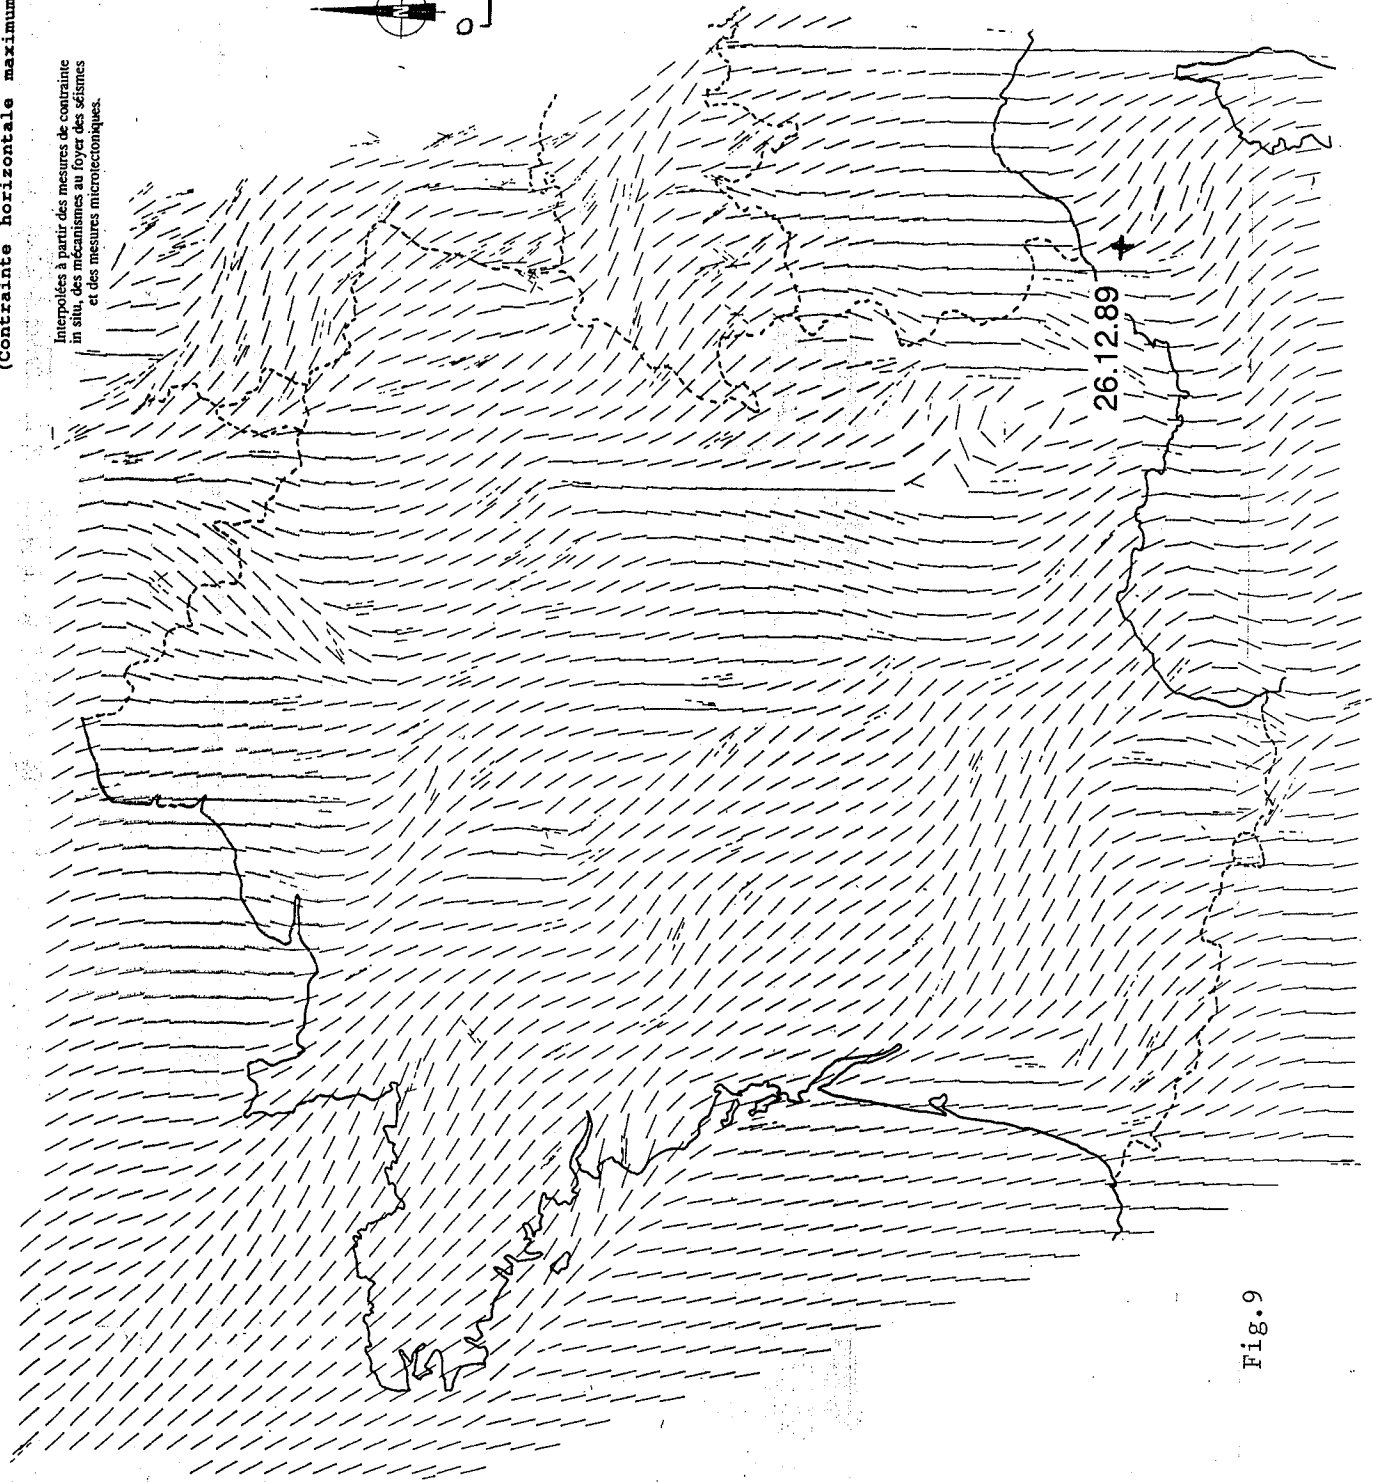 (Contrainte horizontale maximum
Interpolées à partir des mesures de contrainte
in situ, des mécanismes au foyer des séismes
et des mesures microtectoniques.
N
0
26.12.89
Fig.9